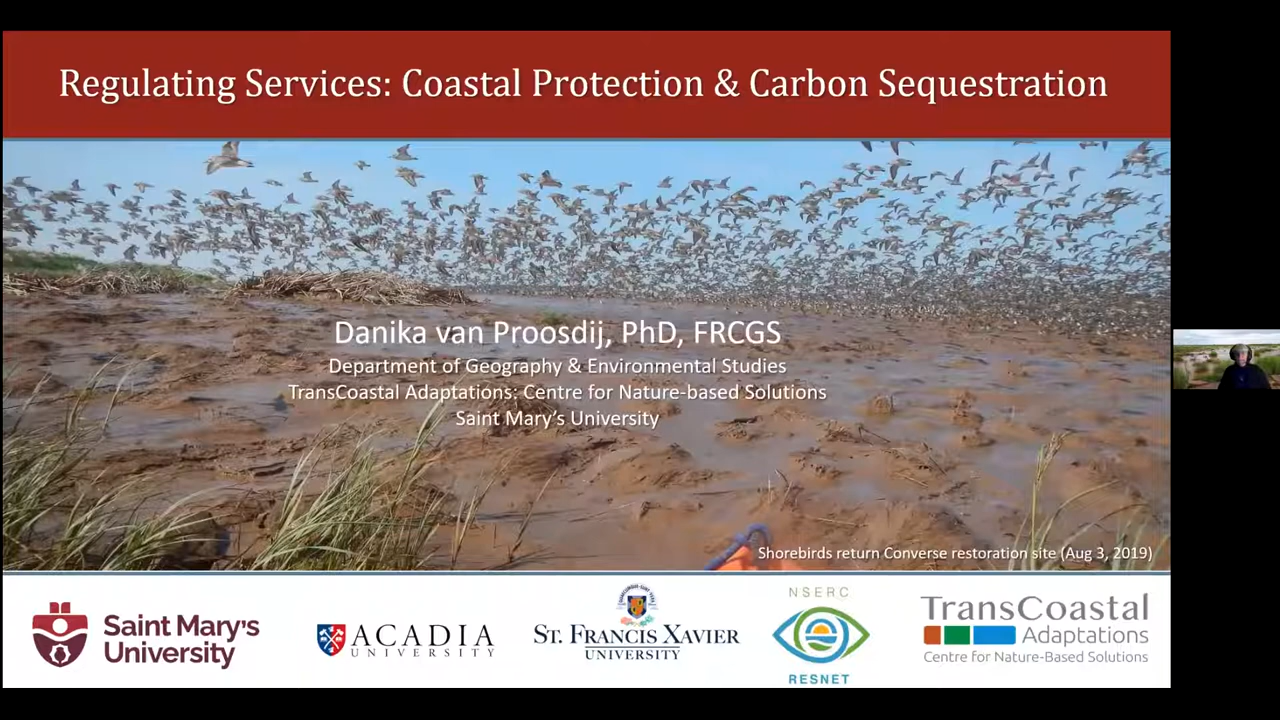 Regulating Services: Coastal Protection & Carbon Sequestration
Danika van Proosdij, PhD, FRCGS
Department of Geography & Environmental Studies
TransCoastal Adaptations: Centre for Nature-based Solutions
Saint Mary's University
Shorebirds return Converse restoration site (Aug 3, 2019)
Saint Mary's
University
ACADIA
UNIVERSITY
ST. FRANCIS XAVIER
UNIVERSITY
NSERC
RESNET
TransCoastal
Adaptations
Centre for Nature-Based Solutions